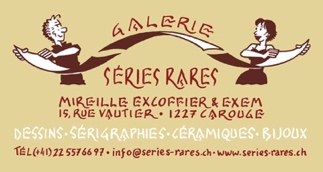 GALERIE
SÉRIES RARES
MIREILLE EXCOFFIER & EXEM
15, RUE VAUTIER • 1227 CAROUGE
DESSINS • SÉRIGRAPHIES • CÉRAMIQUES • BIJOUX
TÉL (+41) 22 557 66 97 • info@series-rares.ch • www.series-rares.ch